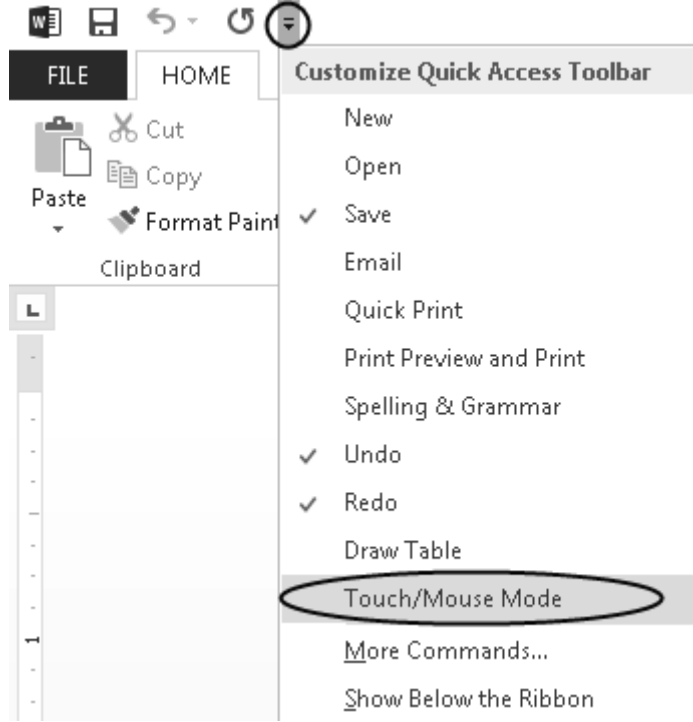 FILE
HOME
Customize Quick Access Toolbar
Cut
Copy
Paste
Format Paint
Clipboard
New
Open
Save
Email
Quick Print
Print Preview and Print
Spelling & Grammar
Undo
Redo
Draw Table
Touch/Mouse Mode
More Commands...
Show Below the Ribbon
L
1